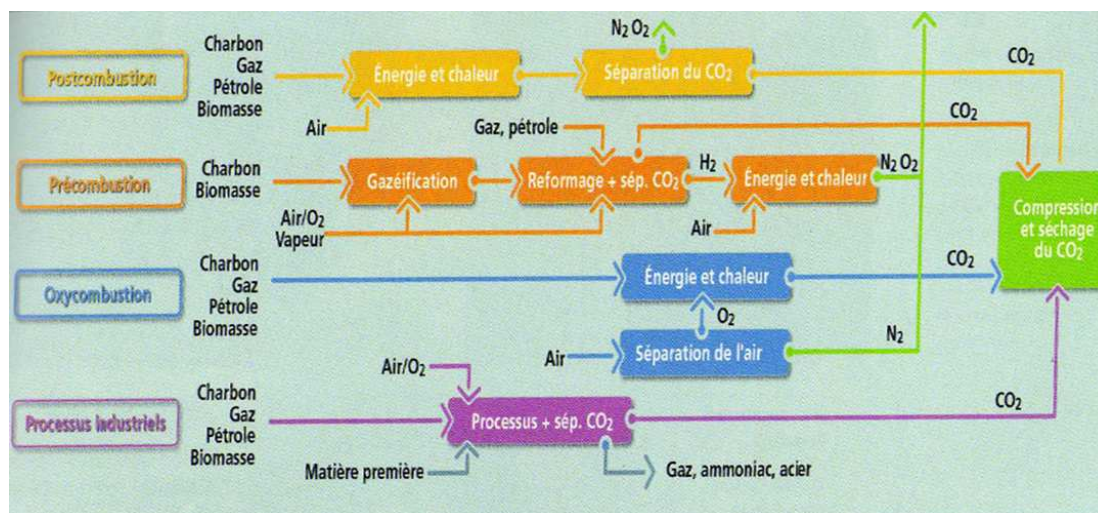 Postcombustion
Charbon
Gaz
Pétrole
Biomasse
Air
Énergie et chaleur
N2 O2
Séparation du CO2
CO2
Précombustion
Charbon
Biomasse
Air/O2
Vapeur
Gazéification
Gaz, pétrole
Reformage + sép. CO2
H2
Air
Énergie et chaleur
N2 O2
CO2
Compression
et séchage
du CO2
Oxycombustion
Charbon
Gaz
Pétrole
Biomasse
Énergie et chaleur
CO2
O2
Air
Séparation de l'air
N2
Processus industriels
Charbon
Gaz
Pétrole
Biomasse
Air/O2
Processus + sép. CO2
CO2
Matière première
Gaz, ammoniac, acier